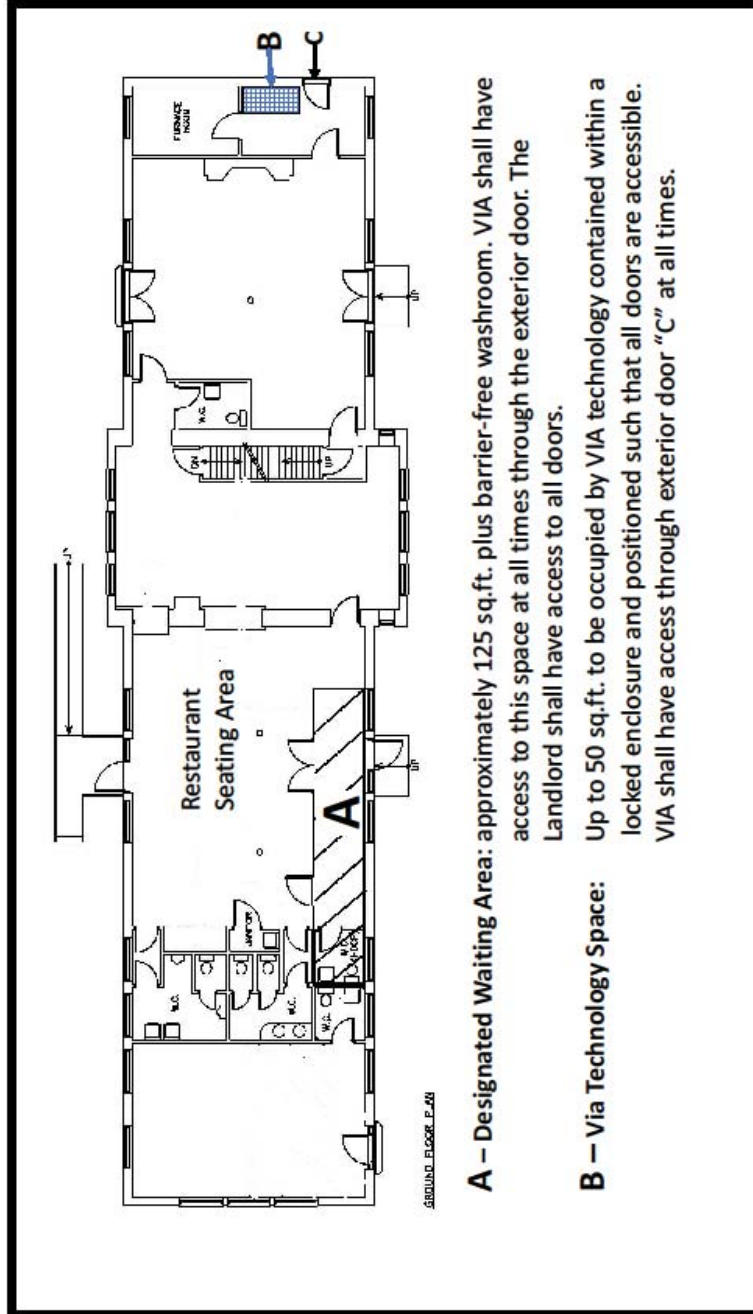 B
C
FURNACE
ROOM
W.C.
DN
UP
UP
UP
Restaurant
Seating Area
A
JANITOR
W.C.
W.C.
W.C.
W.C.
UP
GROUND FLOOR PLAN
A – Designated Waiting Area: approximately 125 sq.ft. plus barrier-free washroom. VIA shall have
access to this space at all times through the exterior door. The
Landlord shall have access to all doors.
B – Via Technology Space: Up to 50 sq.ft. to be occupied by VIA technology contained within a
locked enclosure and positioned such that all doors are accessible.
VIA shall have access through exterior door “C” at all times.